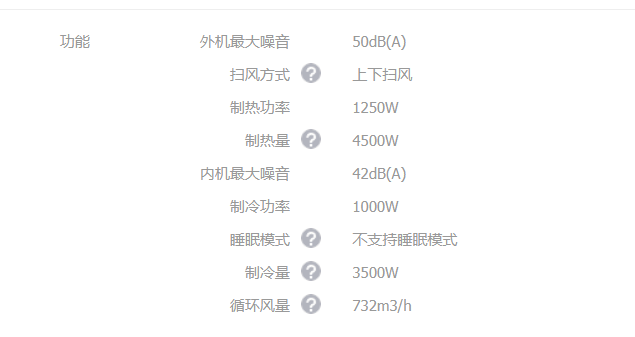 功能 外机最大噪音 50dB(A)
扫风方式 ? 上下扫风
制热功率 1250W
制热量 ? 4500W
内机最大噪音 42dB(A)
制冷功率 1000W
睡眠模式 ? 不支持睡眠模式
制冷量 ? 3500W
循环风量 ? 732m3/h